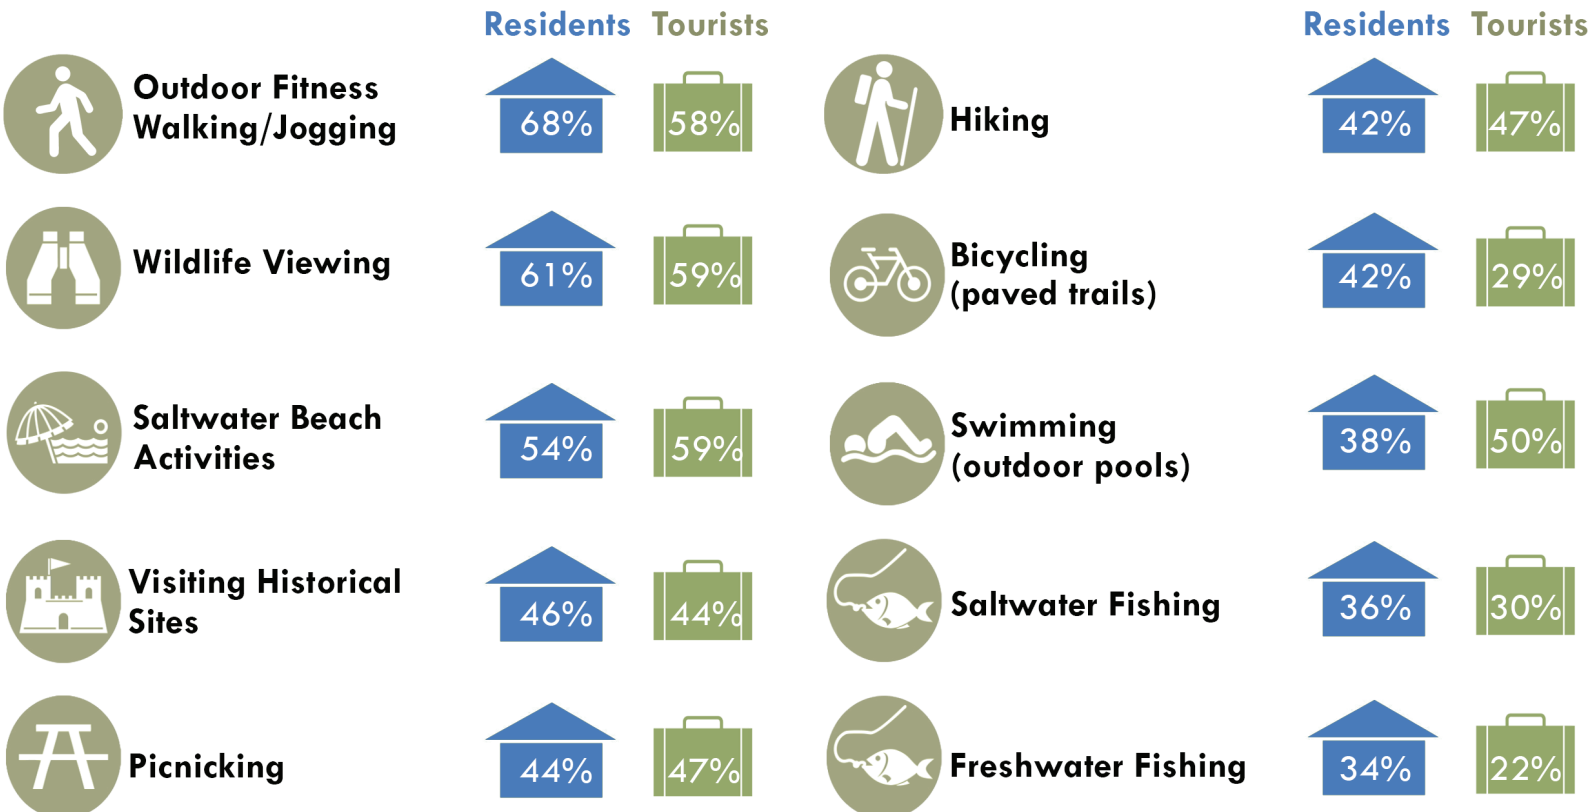 Residents Tourists
Outdoor Fitness
Walking/Jogging
68% 58%
Wildlife Viewing
61% 59%
Saltwater Beach
Activities
54% 59%
Visiting Historical
Sites
46% 44%
Picnicking
44% 47%
Residents Tourists
Hiking
42% 47%
Bicycling
(paved trails)
42% 29%
Swimming
(outdoor pools)
38% 50%
Saltwater Fishing
36% 30%
Freshwater Fishing
34% 22%